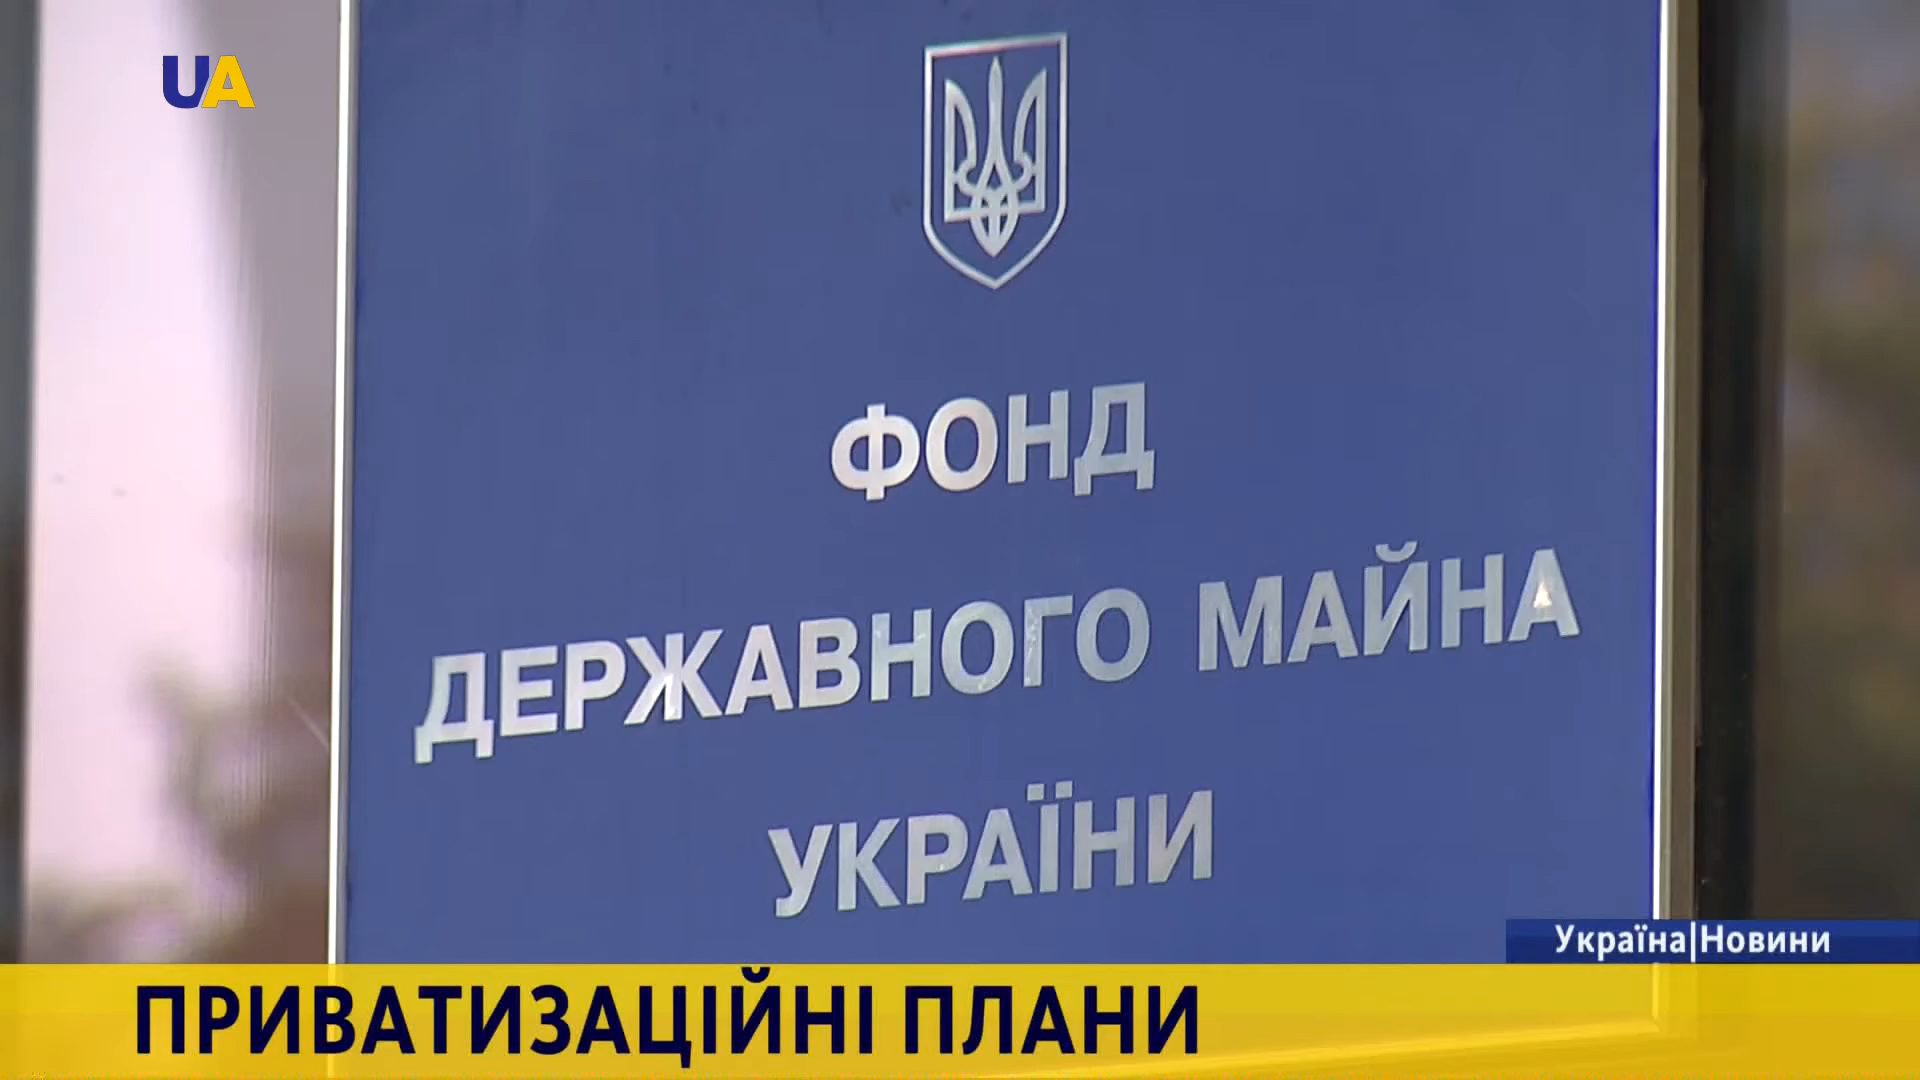 UA
ФОНД
ДЕРЖАВНОГО МАЙНА
УКРАЇНИ
Україна|Новини
ПРИВАТИЗАЦІЙНІ ПЛАНИ